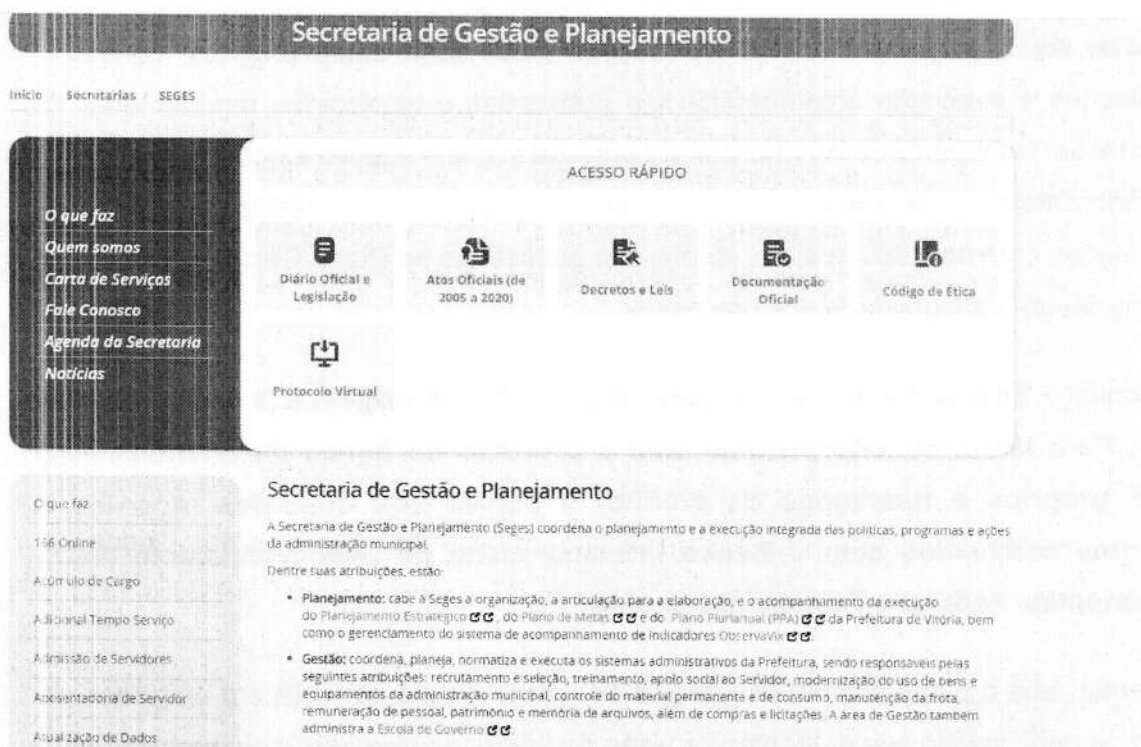 Secretaria de Gestão e Planejamento
Início / Secretarias / SEGES
ACESSO RÁPIDO
O que faz
Quem somos
Carta de Serviços
Fale Conosco
Agenda da Secretaria
Notícias
Diário Oficial e
Legislação
Atos Oficiais (de
2005 a 2020)
Decretos e Leis
Documentação
Oficial
Código de Ética
Protocolo Virtual
O que faz
156 Online
Acúmulo de Cargo
Adicional Tempo Serviço
Admissão de Servidores
Aposentadoria de Servidor
Atualização de Dados
Secretaria de Gestão e Planejamento
A Secretaria de Gestão e Planejamento (Seges) coordena o planejamento e a execução integrada das políticas, programas e ações
da administração municipal.
Dentre suas atribuições, estão
• Planejamento: cabe à Seges a organização, a articulação para a elaboração, e o acompanhamento da execução
do Planejamento Estratégico , do Plano de Metas e do Plano Plurianual (PPA) da Prefeitura de Vitória, bem
como o gerenciamento do sistema de acompanhamento de indicadores ObservaVix .
• Gestão: coordena, planeja, normatiza e executa os sistemas administrativos da Prefeitura, sendo responsáveis pelas
seguintes atribuições: recrutamento e seleção, treinamento, apoio social ao Servidor, modernização do uso de bens e
equipamentos da administração municipal, controle do material permanente e de consumo, manutenção da frota,
remuneração de pessoal, patrimônio e memória de arquivos, além de compras e licitações. A área de Gestão também
administra a Escola de Governo .